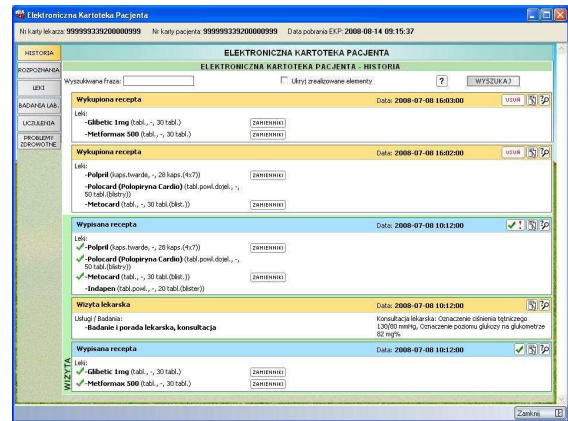 Elektroniczna Kartoteka Pacjenta
Nr karty lekarza: 999999339200000999 Nr karty pacjenta: 999999339200000999 Data pobrania EKP: 2008-08-14 09:15:37
HISTORIA
ROZPOZNANIA
LEKI
BADANIA LAB.
UCZULENIA
PROBLEMY ZDROWOTNE
ELEKTRONICZNA KARTOTEKA PACJENTA
ELEKTRONICZNA KARTOTEKA PACJENTA - HISTORIA
Wyszukiwana fraza: Ukryj zrealizowane elementy ? WYSZUKAJ
Wykupiona recepta Data: 2008-07-08 16:03:00 USUŃ
Leki:
-Glibetic 1mg (tabl., -, 30 tabl.) ZAMIENNIKI
-Metformax 500 (tabl., -, 30 tabl.) ZAMIENNIKI
Wykupiona recepta Data: 2008-07-08 16:02:00 USUŃ
Leki:
-Polpril (kaps.twarde, -, 28 kaps.(4x7)) ZAMIENNIKI
-Polocard (Polopiryna Cardio) (tabl.powl.dojel., -,
50 tabl.(blistry))
-Metocard (tabl., -, 30 tabl.(blist.)) ZAMIENNIKI
Wypisana recepta Data: 2008-07-08 10:12:00
Leki:
-Polpril (kaps.twarde, -, 28 kaps.(4x7)) ZAMIENNIKI
-Polocard (Polopiryna Cardio) (tabl.powl.dojel., -,
50 tabl.(blistry))
-Metocard (tabl., -, 30 tabl.(blist.)) ZAMIENNIKI
-Indapen (tabl.powl., -, 20 tabl.(blister))
Wizyta lekarska Data: 2008-07-08 10:12:00
Usługi / Badania:
-Badanie i porada lekarska, konsultacja
Konsultacja lekarska: Oznaczenie ciśnienia tętniczego
130/80 mmHg, Oznaczenie poziomu glukozy na glukometrze
82 mg%
Wypisana recepta Data: 2008-07-08 10:12:00
Leki:
-Glibetic 1mg (tabl., -, 30 tabl.) ZAMIENNIKI
-Metformax 500 (tabl., -, 30 tabl.) ZAMIENNIKI
WIZYTA
Zamknij